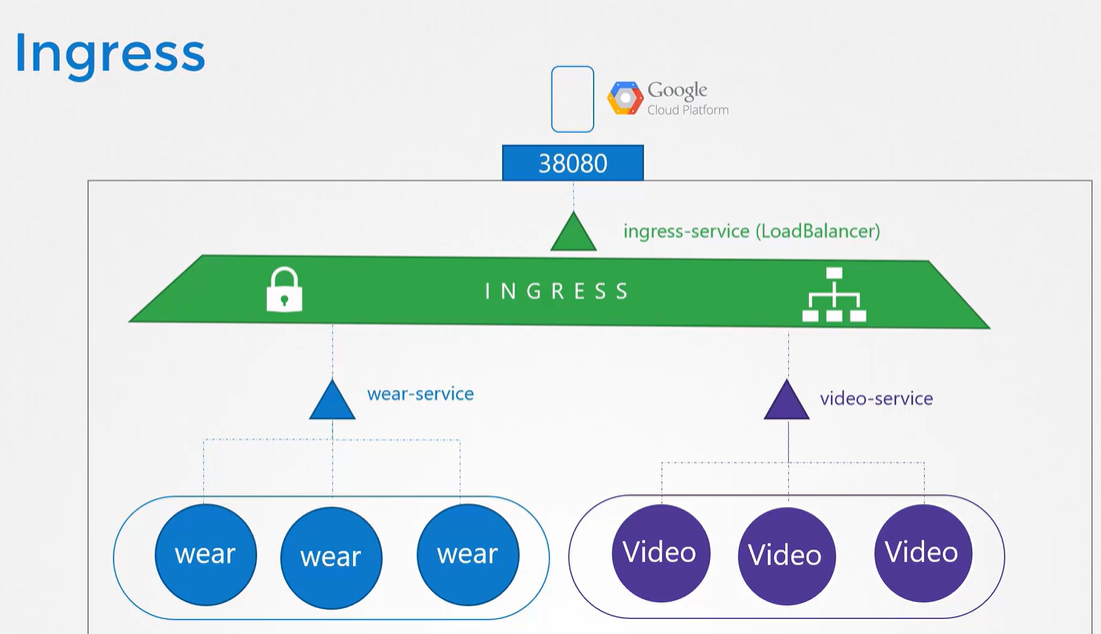 Ingress
Google
Cloud Platform
38080
ingress-service (LoadBalancer)
INGRESS
wear-service
video-service
wear
wear
wear
Video
Video
Video